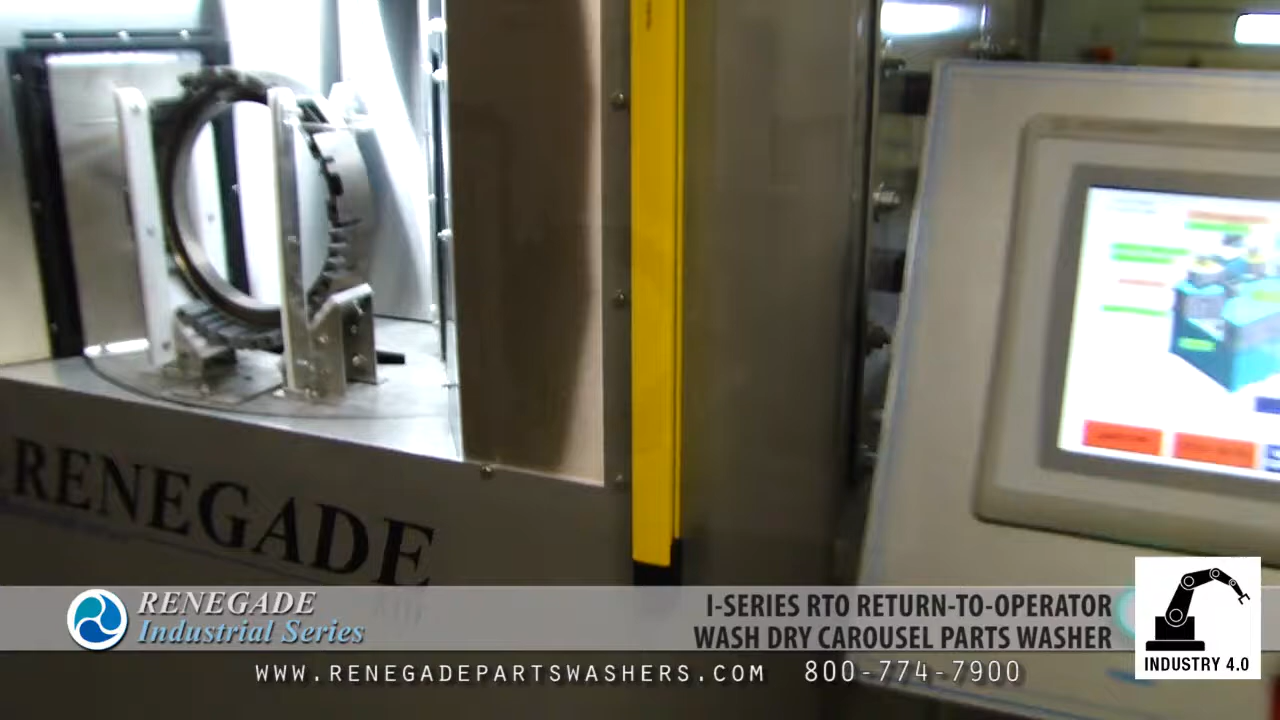 RENEGADE
RENEGADE
Industrial Series
I-SERIES RTO RETURN-TO-OPERATOR
WASH DRY CAROUSEL PARTS WASHER
INDUSTRY 4.0
WWW.RENEGADEPARTSWASHERS.COM 800-774-7900